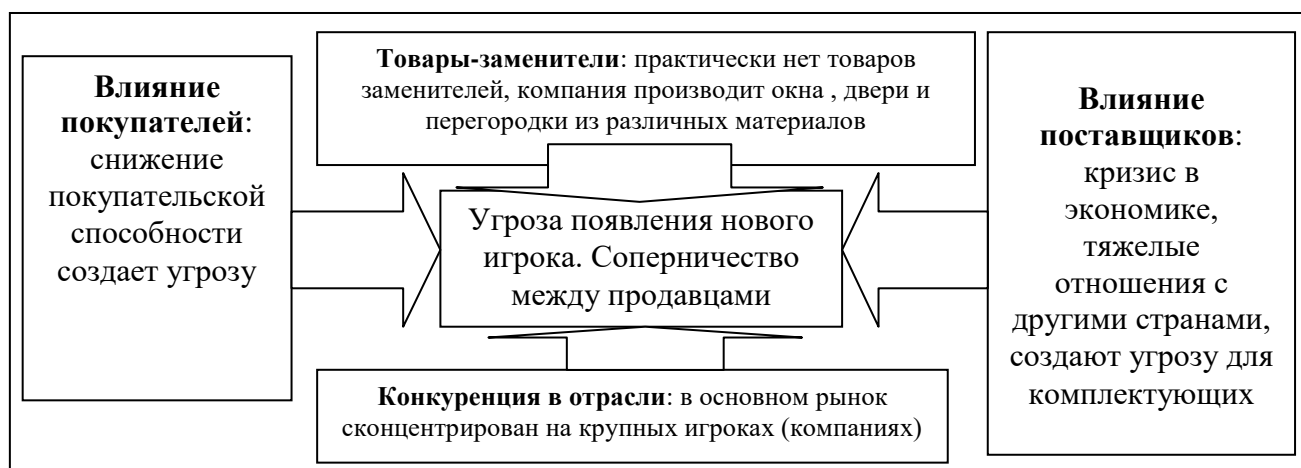 Влияние
покупателей:
снижение
покупательской
способности
создает угрозу
Товары-заменители: практически нет товаров
заменителей, компания производит окна , двери и
перегородки из различных материалов
Угроза появления нового
игрока. Соперничество
между продавцами
Конкуренция в отрасли: в основном рынок
сконцентрирован на крупных игроках (компаниях)
Влияние
поставщиков:
кризис в
экономике,
тяжелые
отношения с
другими странами,
создают угрозу для
комплектующих